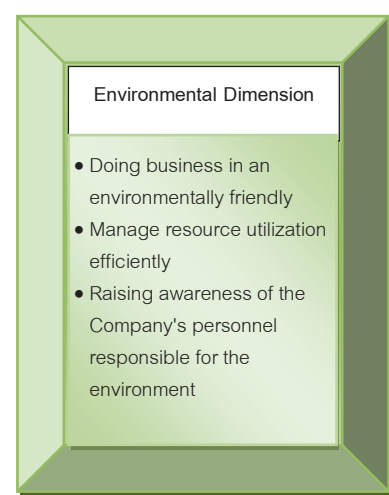 Environmental Dimension
• Doing business in an
environmentally friendly
• Manage resource utilization
efficiently
• Raising awareness of the
Company's personnel
responsible for the
environment